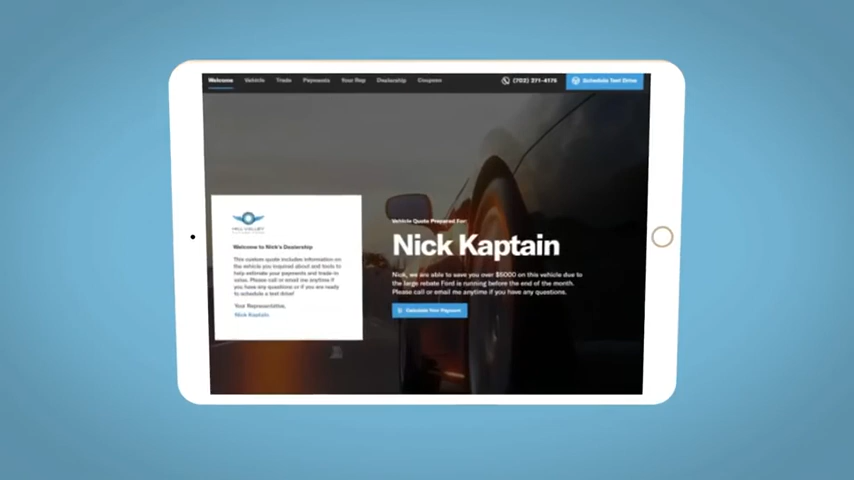 Welcome Vehicle Trade Payments Your Rep Dealership Coupons (702) 271-4176 Schedule Test Drive
Welcome to Nick's Dealership
This custom quote includes information on
the vehicle you inquired about and tools to
help estimate your payments and trade-in
value. Please call or email me anytime if
you have any questions or if you are ready
to schedule a test drive!
Your Representative,
Nick Kaptain
Vehicle Quote Prepared For:
Nick Kaptain
Nick, we are able to save you over $5000 on this vehicle due to
the large rebate Ford is running before the end of the month.
Please call or email me anytime if you have any questions.
Calculate Your Payment